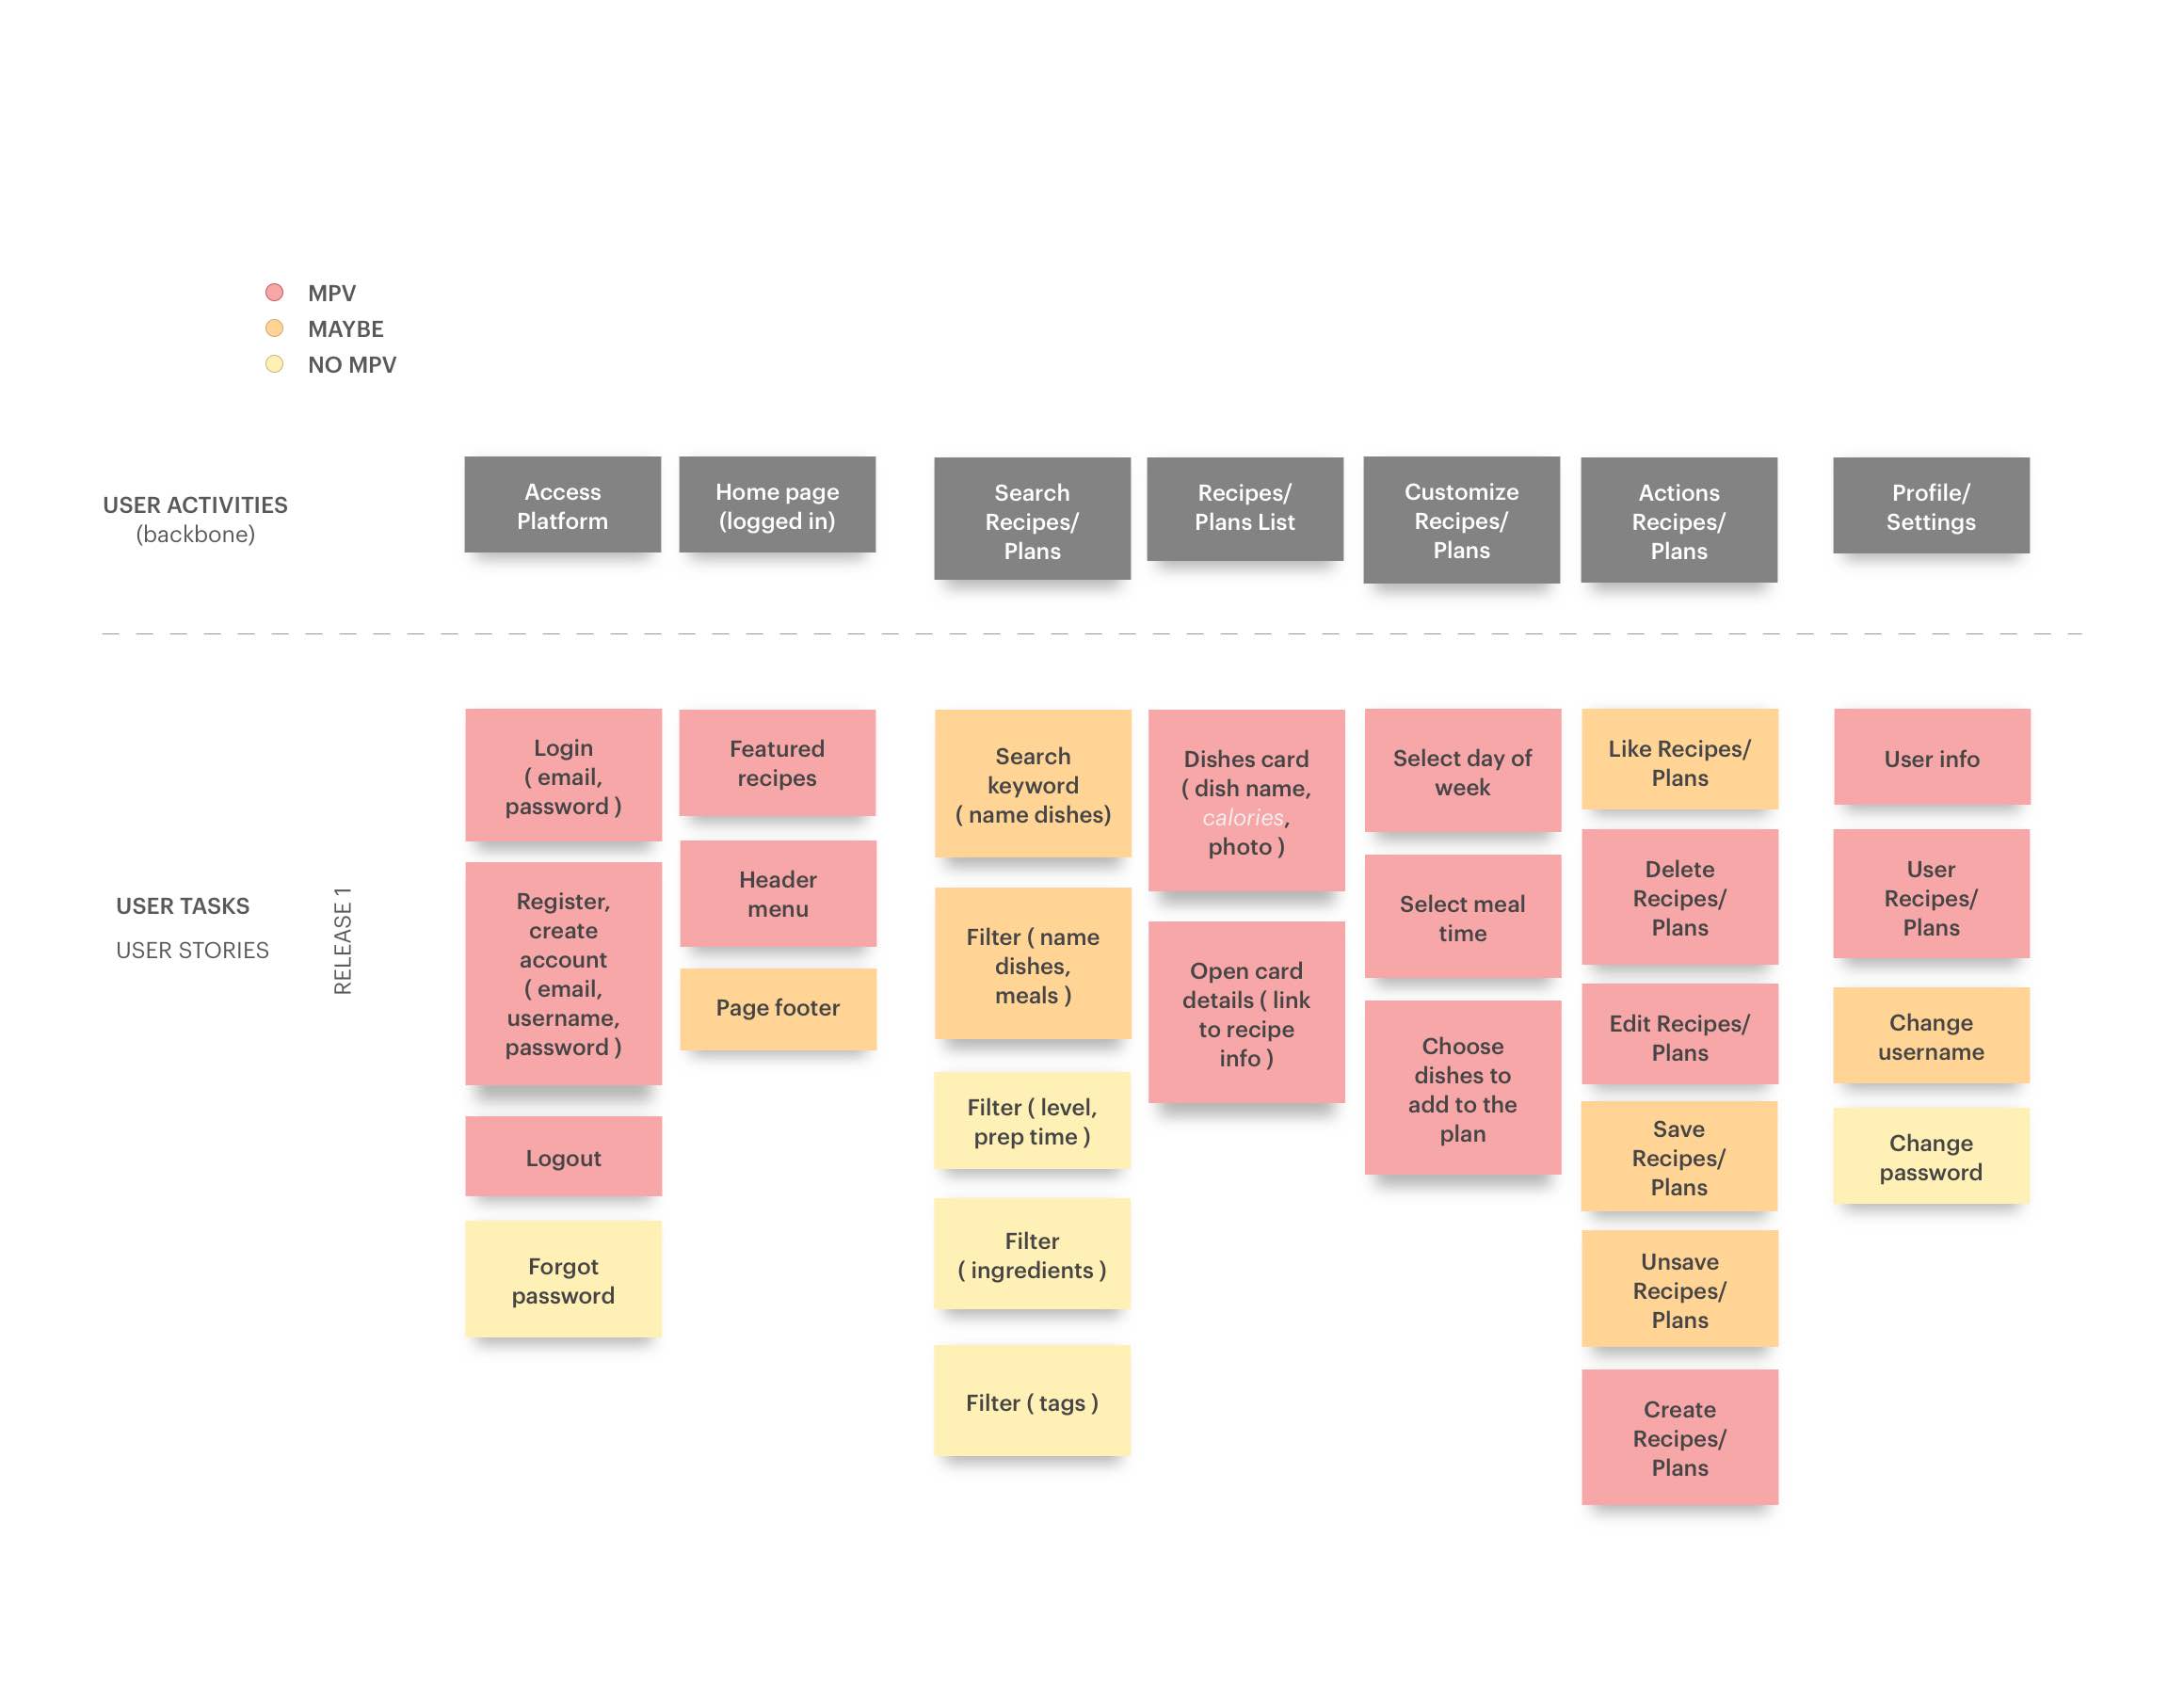 MPV
MAYBE
NO MPV
USER ACTIVITIES
(backbone)
Access
Platform
Home page
(logged in)
Search
Recipes/
Plans
Recipes/
Plans List
Customize
Recipes/
Plans
Actions
Recipes/
Plans
Profile/
Settings
USER TASKS
USER STORIES
RELEASE 1
Login
( email,
password )
Register,
create
account
( email,
username,
password )
Logout
Forgot
password
Featured
recipes
Header
menu
Page footer
Search
keyword
( name dishes)
Filter ( name
dishes,
meals )
Filter ( level,
prep time )
Filter
( ingredients )
Filter ( tags )
Dishes card
( dish name,
calories,
photo )
Open card
details ( link
to recipe
info )
Select day of
week
Select meal
time
Choose
dishes to
add to the
plan
Like Recipes/
Plans
Delete
Recipes/
Plans
Edit Recipes/
Plans
Save
Recipes/
Plans
Unsave
Recipes/
Plans
Create
Recipes/
Plans
User info
User
Recipes/
Plans
Change
username
Change
password